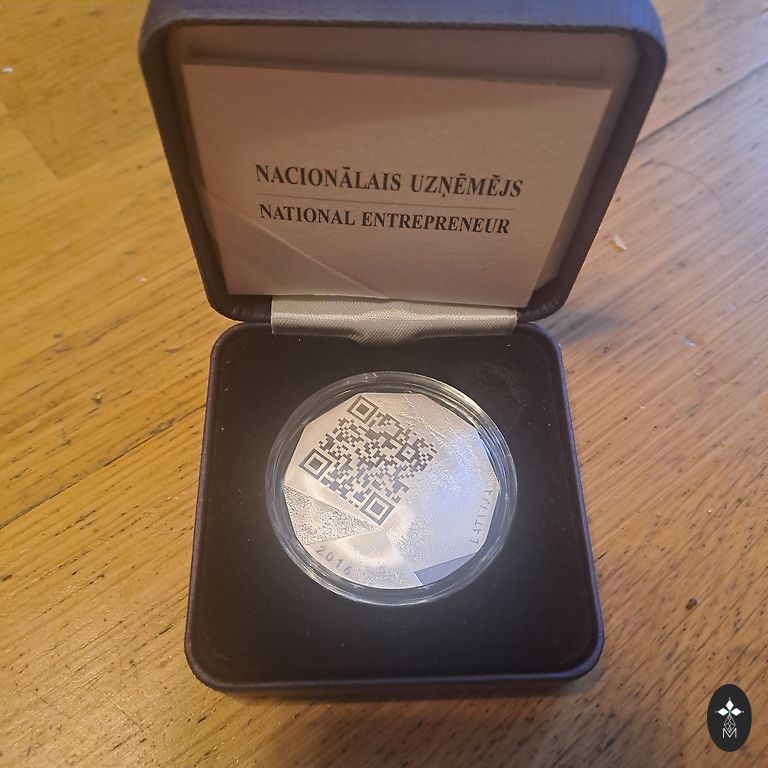 NACIONĀLAIS UZŅĒMĒJS
NATIONAL ENTREPRENEUR
LATVIJA
2016
M